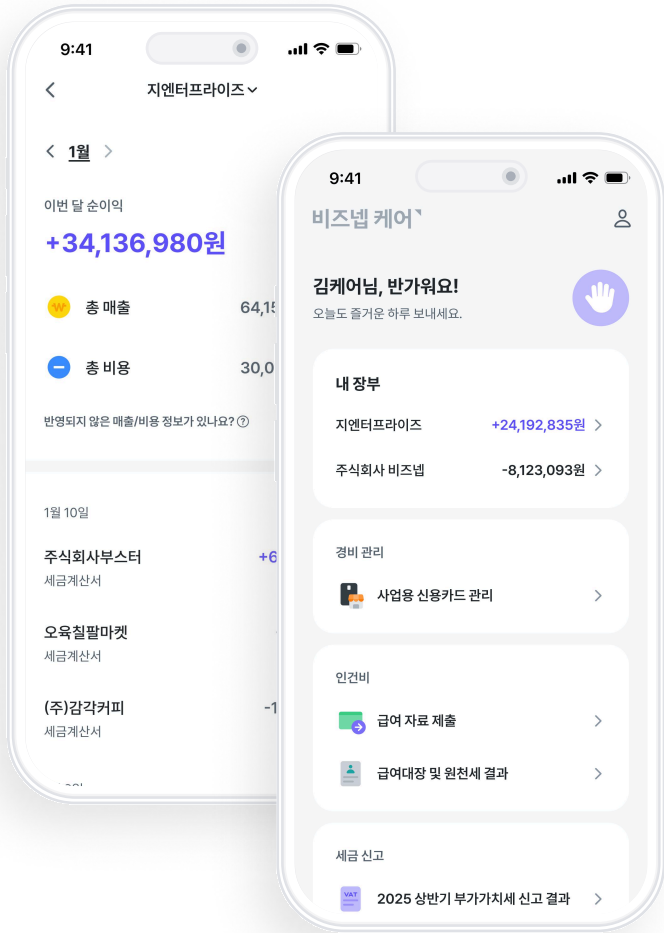 9:41
지엔터프라이즈
1월
이번 달 순이익
+34,136,980원
총 매출
총 비용
반영되지 않은 매출/비용 정보가 있나요?
1월 10일
주식회사부스터
세금계산서
오육칠팔마켓
세금계산서
(주)감각커피
세금계산서
9:41
비즈넵 케어
김케어님, 반가워요!
오늘도 즐거운 하루 보내세요.
내 장부
지엔터프라이즈 +24,192,835원
주식회사 비즈넵 -8,123,093원
경비 관리
사업용 신용카드 관리
인건비
급여 자료 제출
급여대장 및 원천세 결과
세금 신고
VAT
2025 상반기 부가가치세 신고 결과